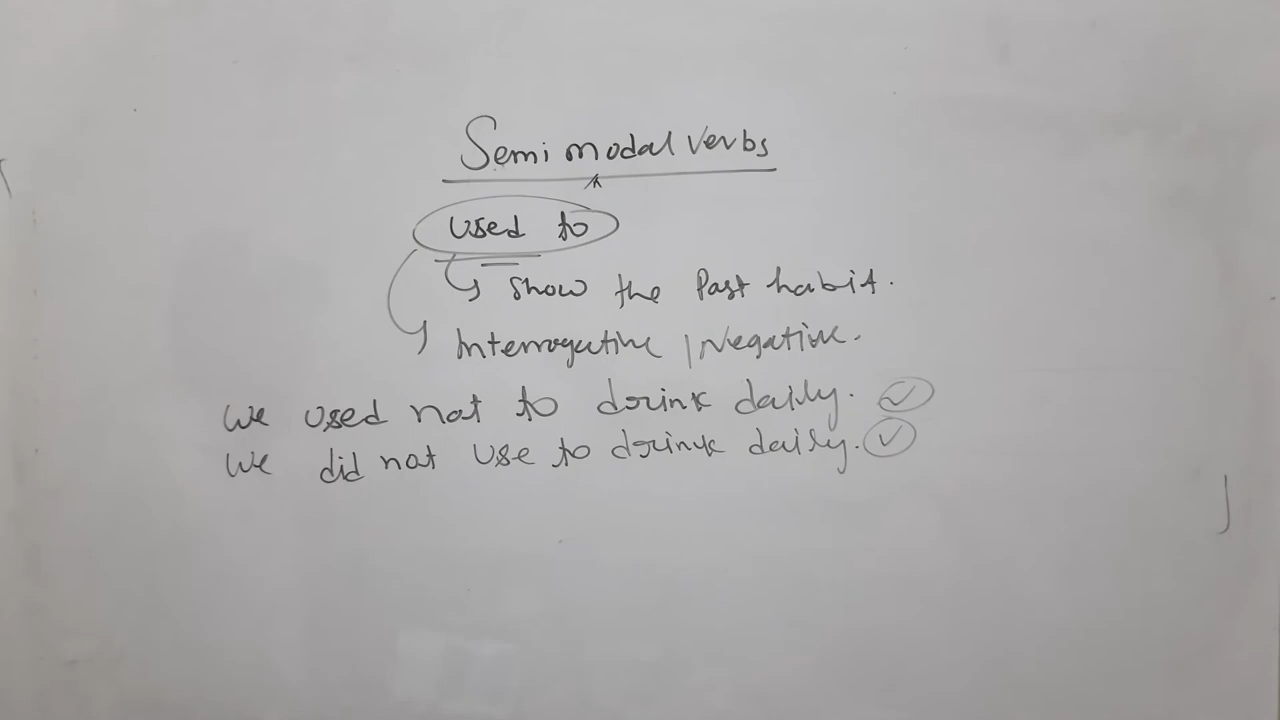 Semi modal verbs
used to
show the Past habit.
Interrogative / Negative.
We used not to drink daily.
We did not use to drink daily.